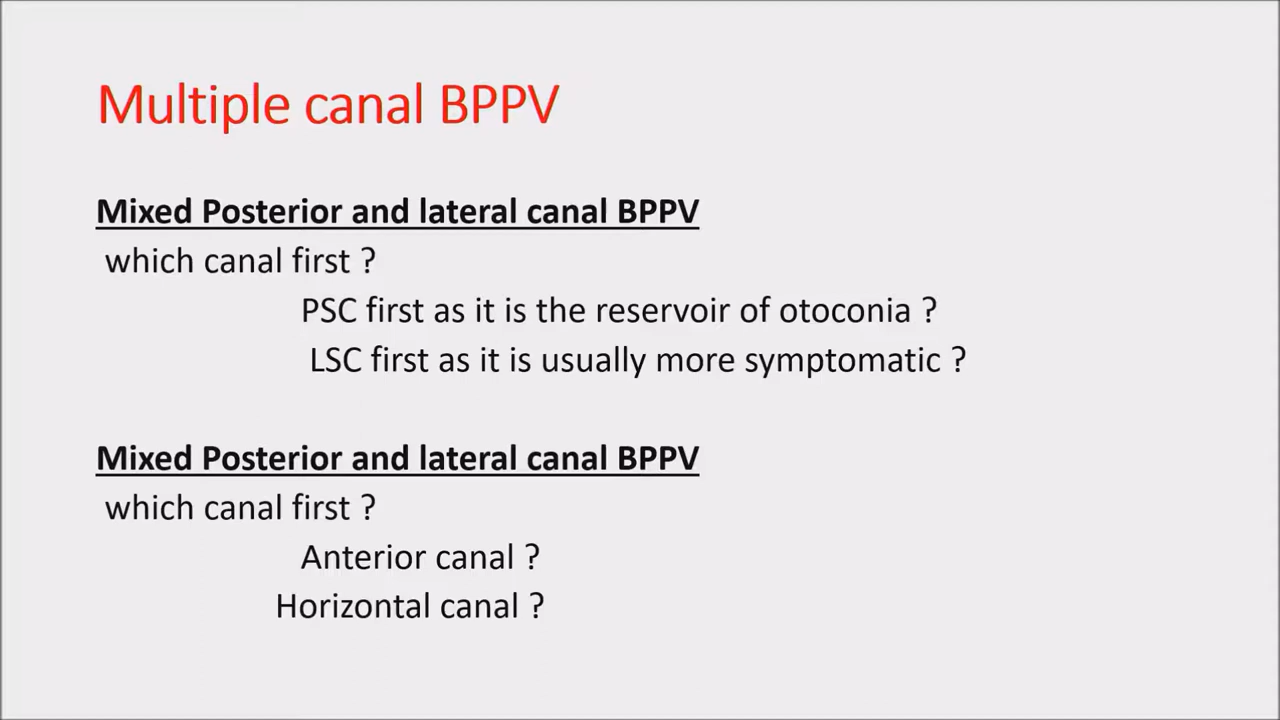 Multiple canal BPPV
Mixed Posterior and lateral canal BPPV
which canal first ?
PSC first as it is the reservoir of otoconia ?
LSC first as it is usually more symptomatic ?
Mixed Posterior and lateral canal BPPV
which canal first ?
Anterior canal ?
Horizontal canal ?